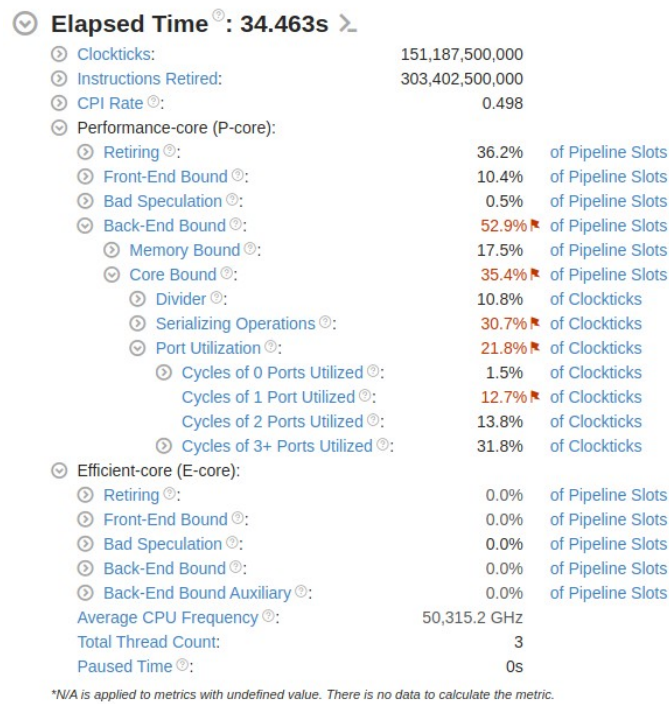 Elapsed Time: 34.463s
Clockticks: 151,187,500,000
Instructions Retired: 303,402,500,000
CPI Rate: 0.498
Performance-core (P-core):
Retiring: 36.2% of Pipeline Slots
Front-End Bound: 10.4% of Pipeline Slots
Bad Speculation: 0.5% of Pipeline Slots
Back-End Bound: 52.9% of Pipeline Slots
Memory Bound: 17.5% of Pipeline Slots
Core Bound: 35.4% of Pipeline Slots
Divider: 10.8% of Clockticks
Serializing Operations: 30.7% of Clockticks
Port Utilization: 21.8% of Clockticks
Cycles of 0 Ports Utilized: 1.5% of Clockticks
Cycles of 1 Port Utilized: 12.7% of Clockticks
Cycles of 2 Ports Utilized: 13.8% of Clockticks
Cycles of 3+ Ports Utilized: 31.8% of Clockticks
Efficient-core (E-core):
Retiring: 0.0% of Pipeline Slots
Front-End Bound: 0.0% of Pipeline Slots
Bad Speculation: 0.0% of Pipeline Slots
Back-End Bound: 0.0% of Pipeline Slots
Back-End Bound Auxiliary: 0.0% of Pipeline Slots
Average CPU Frequency: 50,315.2 GHz
Total Thread Count: 3
Paused Time: 0s
*N/A is applied to metrics with undefined value. There is no data to calculate the metric.